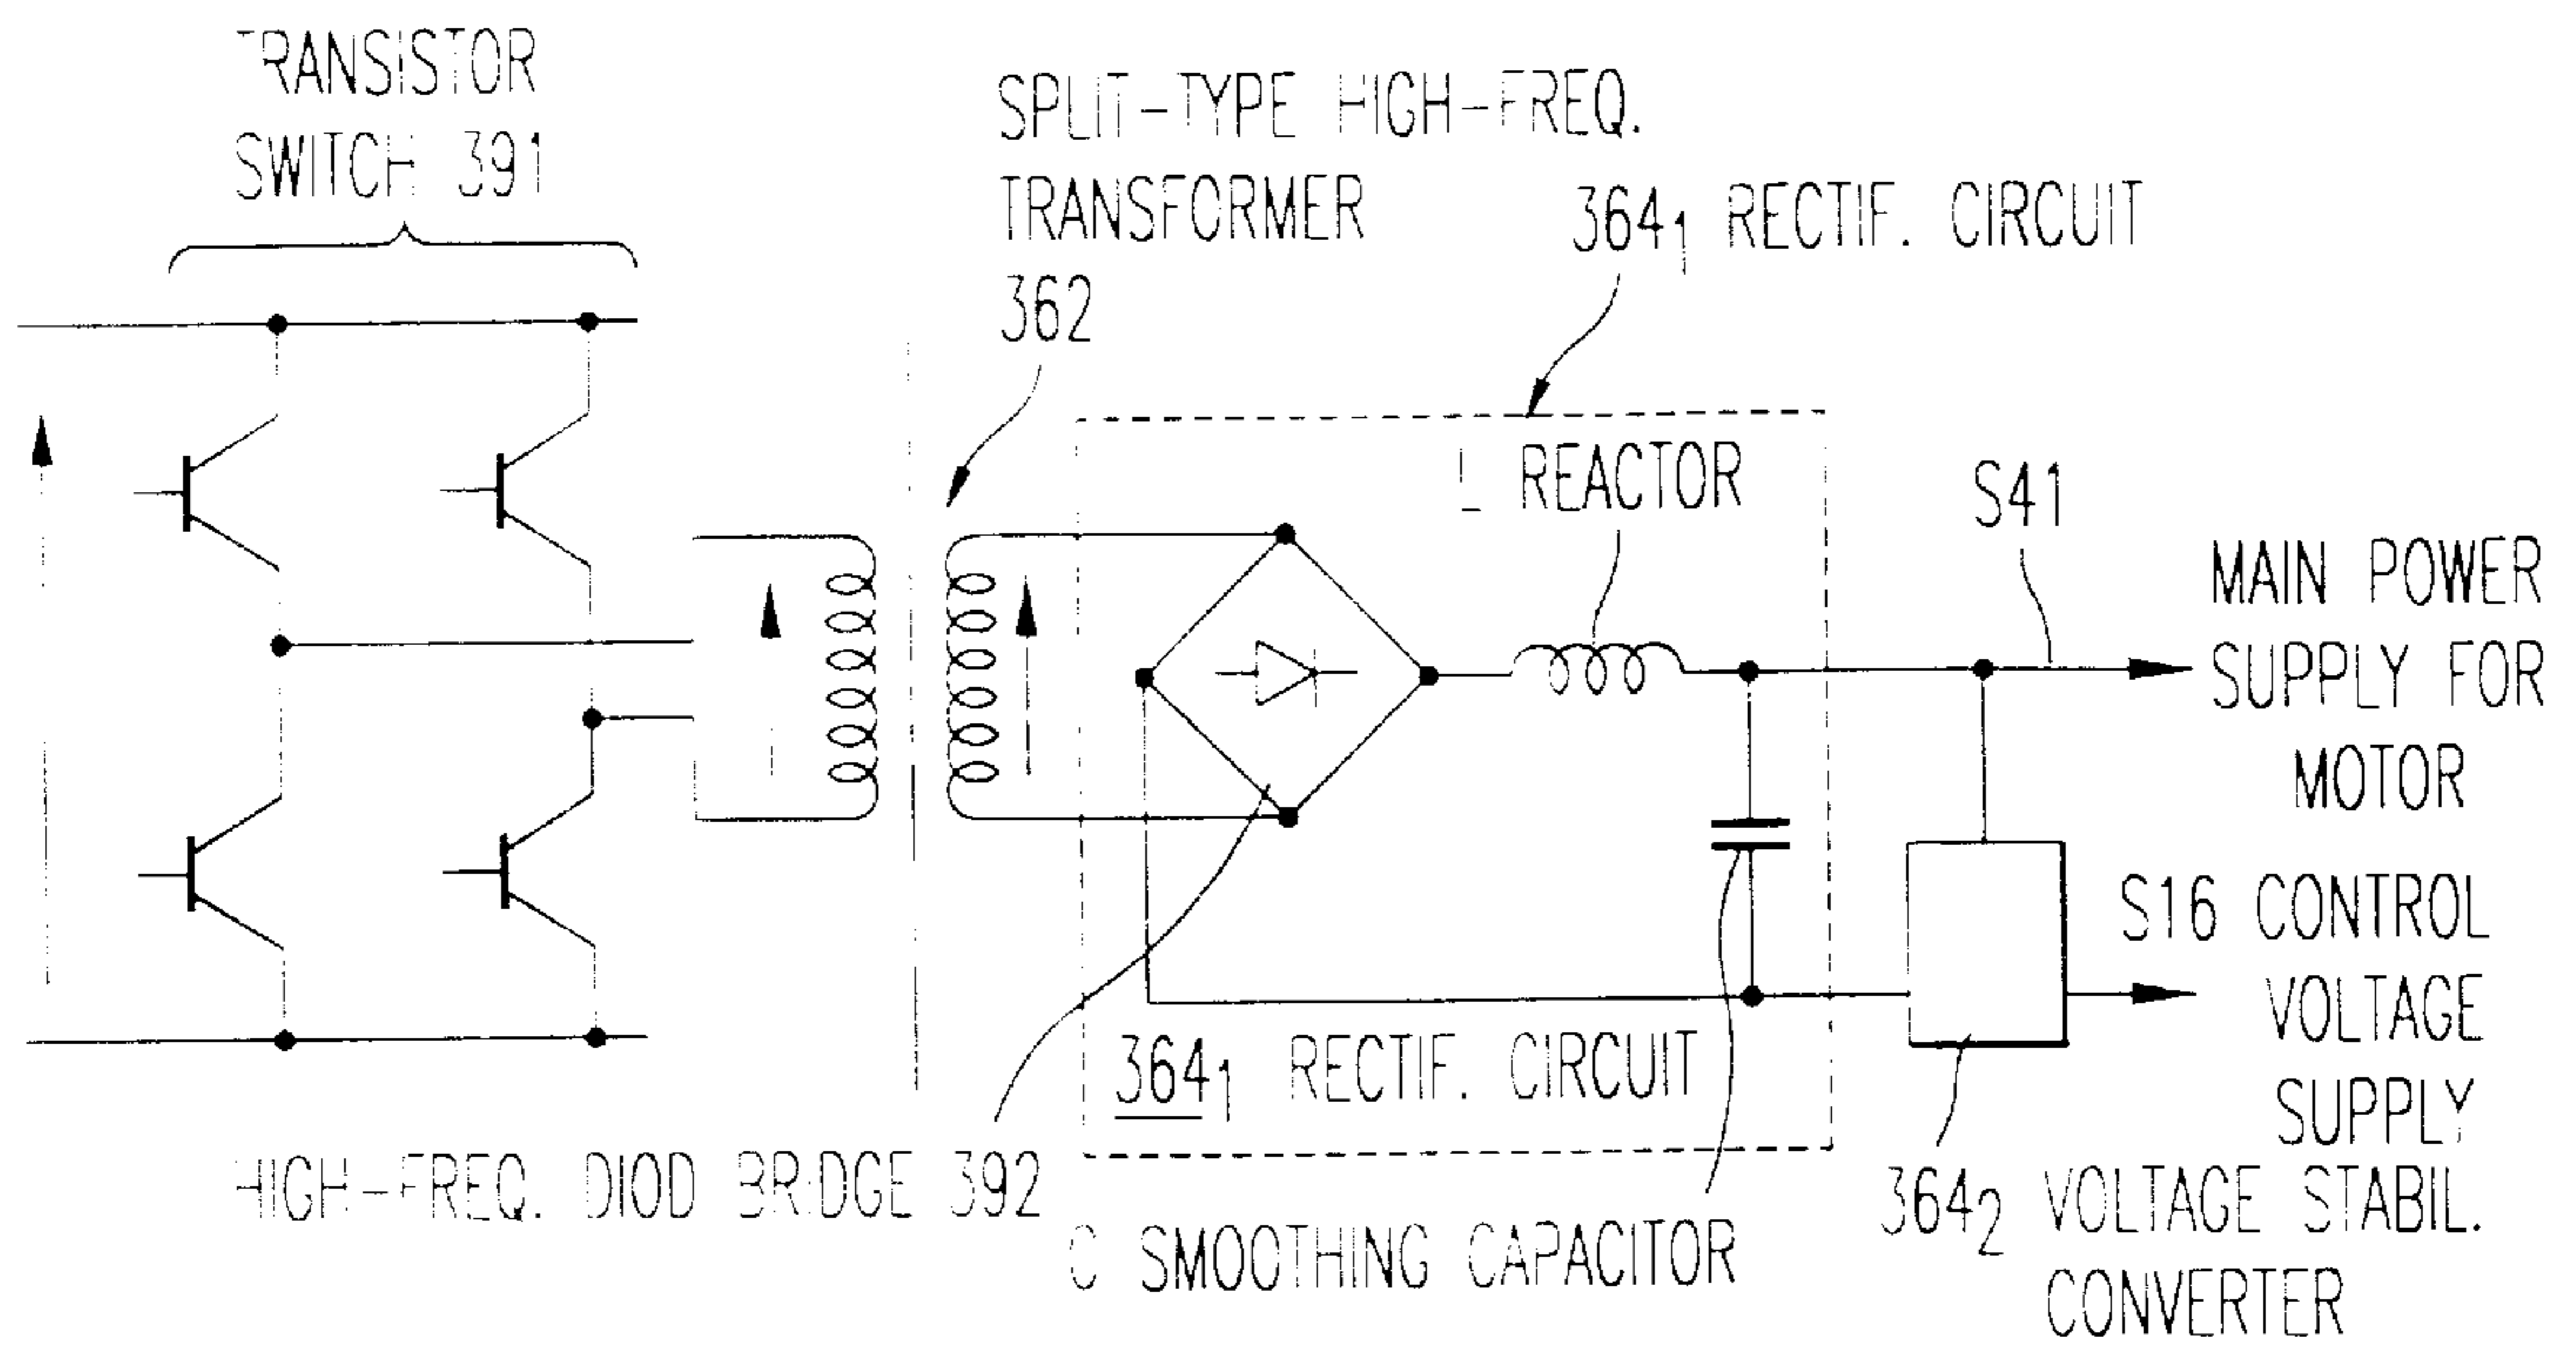 TRANSISTOR
SWITCH 391
SPLIT-TYPE HIGH-FREQ.
TRANSFORMER
362
364₁ RECTIF. CIRCUIT
L REACTOR
S41
MAIN POWER
SUPPLY FOR
MOTOR
S16 CONTROL
VOLTAGE
SUPPLY
364₁ RECTIF. CIRCUIT
HIGH-FREQ. DIOD BRIDGE 392
C SMOOTHING CAPACITOR
364₂ VOLTAGE STABIL.
CONVERTER